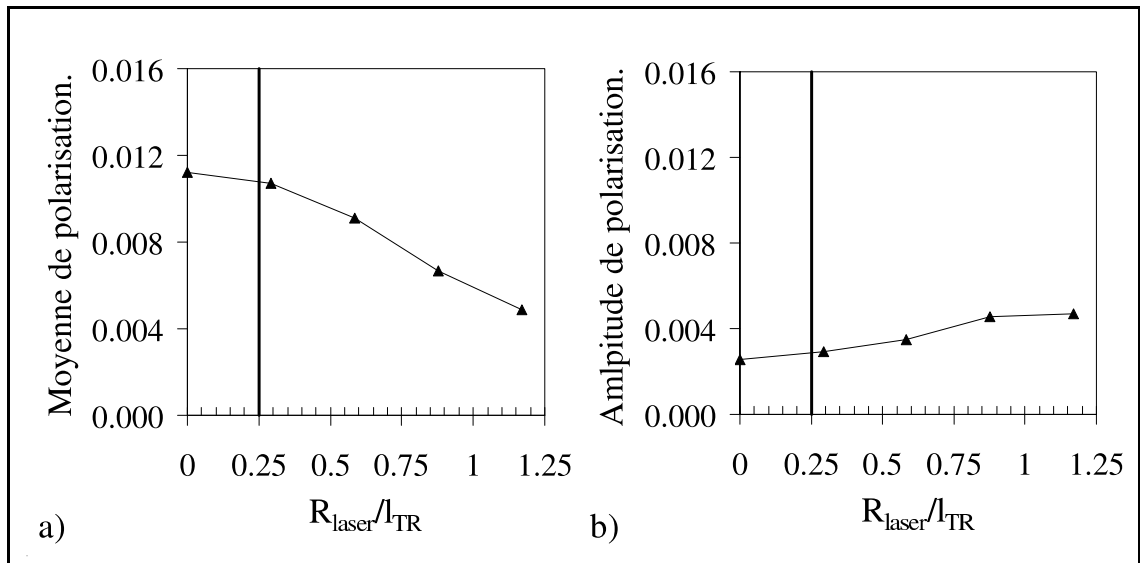 Moyenne de polarisation.
0.016
0.012
0.008
0.004
0.000
0 0.25 0.5 0.75 1 1.25
R_laser/l_TR
a)
Amlpitude de polarisation.
0.016
0.012
0.008
0.004
0.000
0 0.25 0.5 0.75 1 1.25
R_laser/l_TR
b)